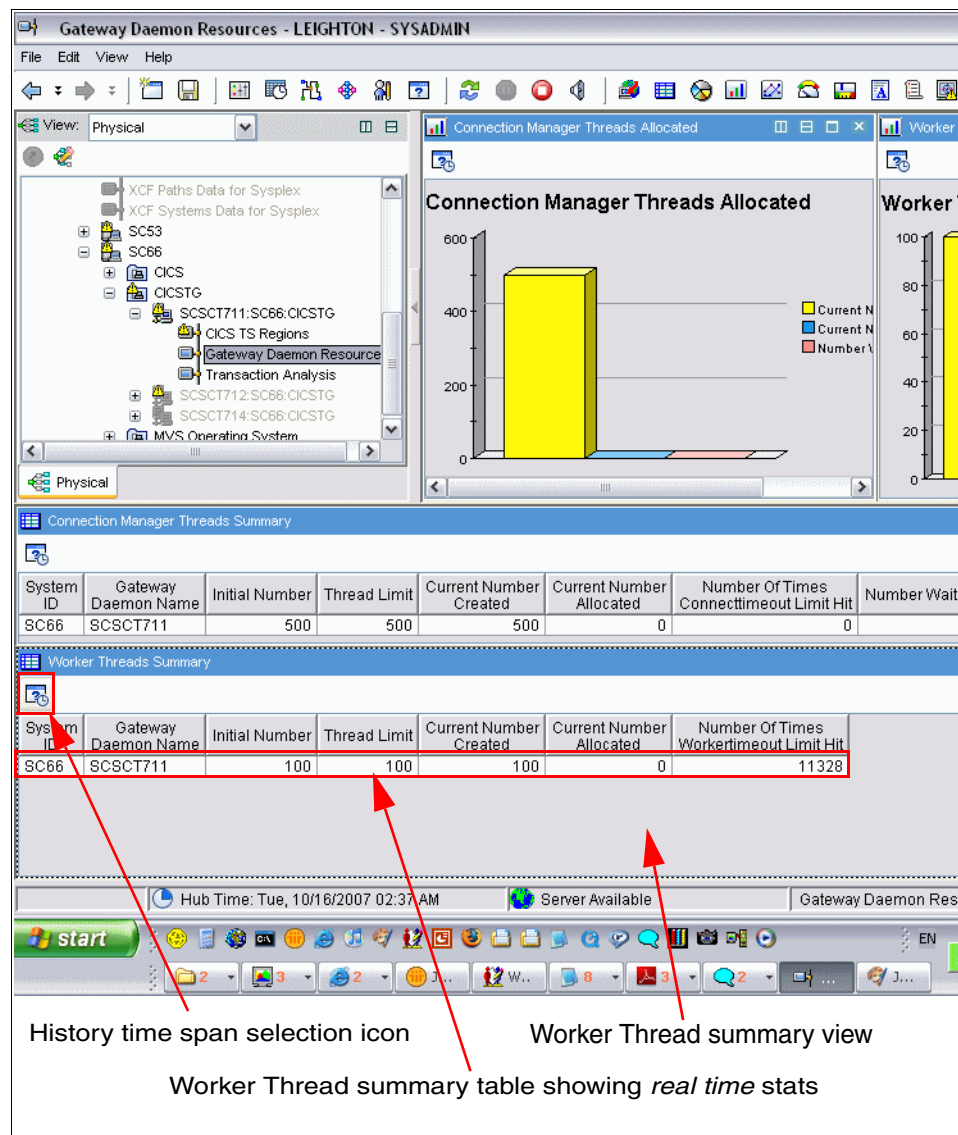 Gateway Daemon Resources - LEIGHTON - SYSADMIN
File Edit View Help
View: Physical
XCF Paths Data for Sysplex
XCF Systems Data for Sysplex
SC53
SC66
CICS
CICSTG
SCSCT711:SC66:CICSTG
CICS TS Regions
Gateway Daemon Resource
Transaction Analysis
SCSCT712:SC66:CICSTG
SCSCT714:SC66:CICSTG
MVS Operating System
Physical
Connection Manager Threads Allocated
Connection Manager Threads Allocated
600
400
200
0
Current N
Current N
Number V
Worker
Worker
100
80
60
40
20
0
Connection Manager Threads Summary
System ID Gateway Daemon Name Initial Number Thread Limit Current Number Created Current Number Allocated Number Of Times Connecttimeout Limit Hit Number Wait
SC66 SCSCT711 500 500 500 0 0
Worker Threads Summary
System ID Gateway Daemon Name Initial Number Thread Limit Current Number Created Current Number Allocated Number Of Times Workertimeout Limit Hit
SC66 SCSCT711 100 100 100 0 11328
Hub Time: Tue, 10/16/2007 02:37 AM Server Available Gateway Daemon Res
start EN
2 3 2 J... W.. 8 3 2 ... J...
History time span selection icon
Worker Thread summary view
Worker Thread summary table showing real time stats